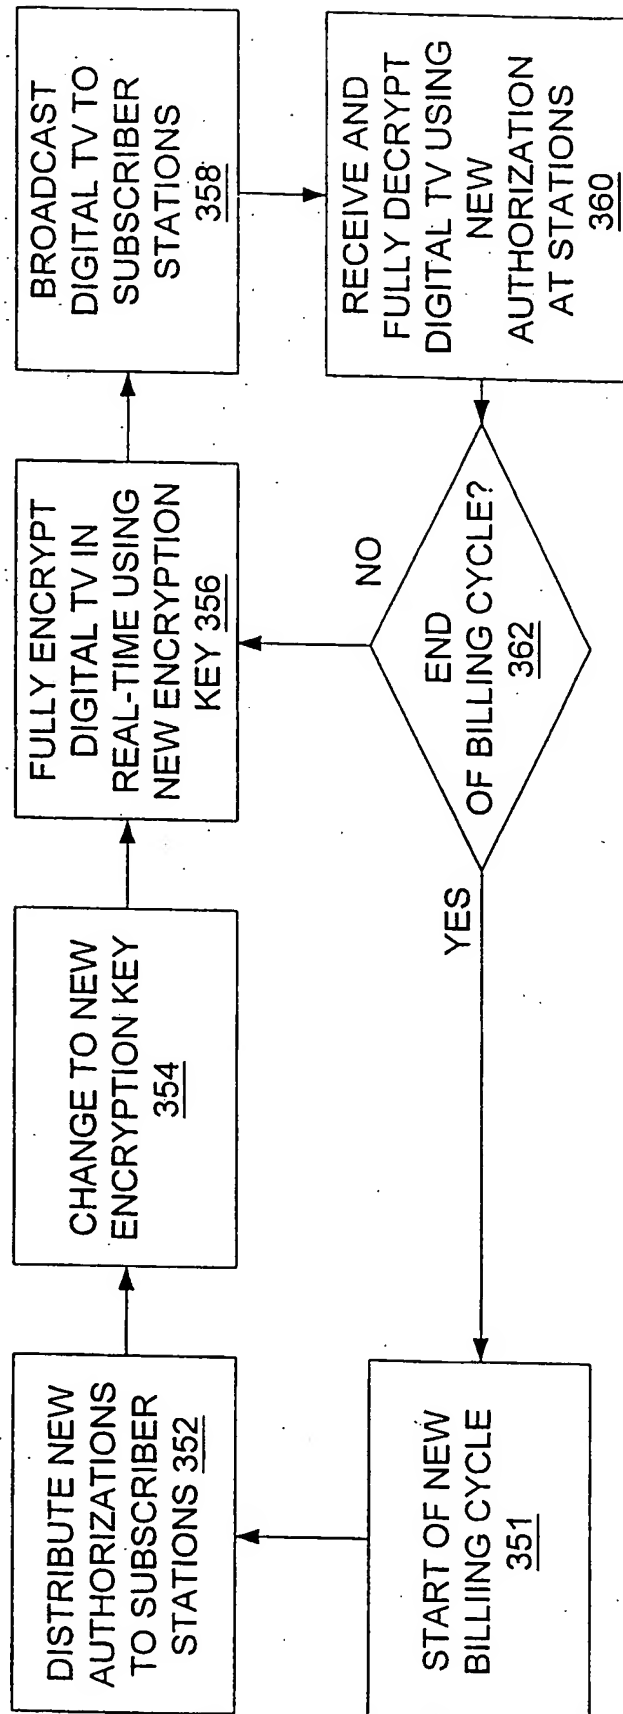 START OF NEW
BILLIING CYCLE
351
DISTRIBUTE NEW
AUTHORIZATIONS
TO SUBSCRIBER
STATIONS 352
CHANGE TO NEW
ENCRYPTION KEY
354
FULLY ENCRYPT
DIGITAL TV IN
REAL-TIME USING
NEW ENCRYPTION
KEY 356
BROADCAST
DIGITAL TV TO
SUBSCRIBER
STATIONS
358
RECEIVE AND
FULLY DECRYPT
DIGITAL TV USING
NEW
AUTHORIZATION
AT STATIONS
360
END
OF BILLING CYCLE?
362
NO
YES